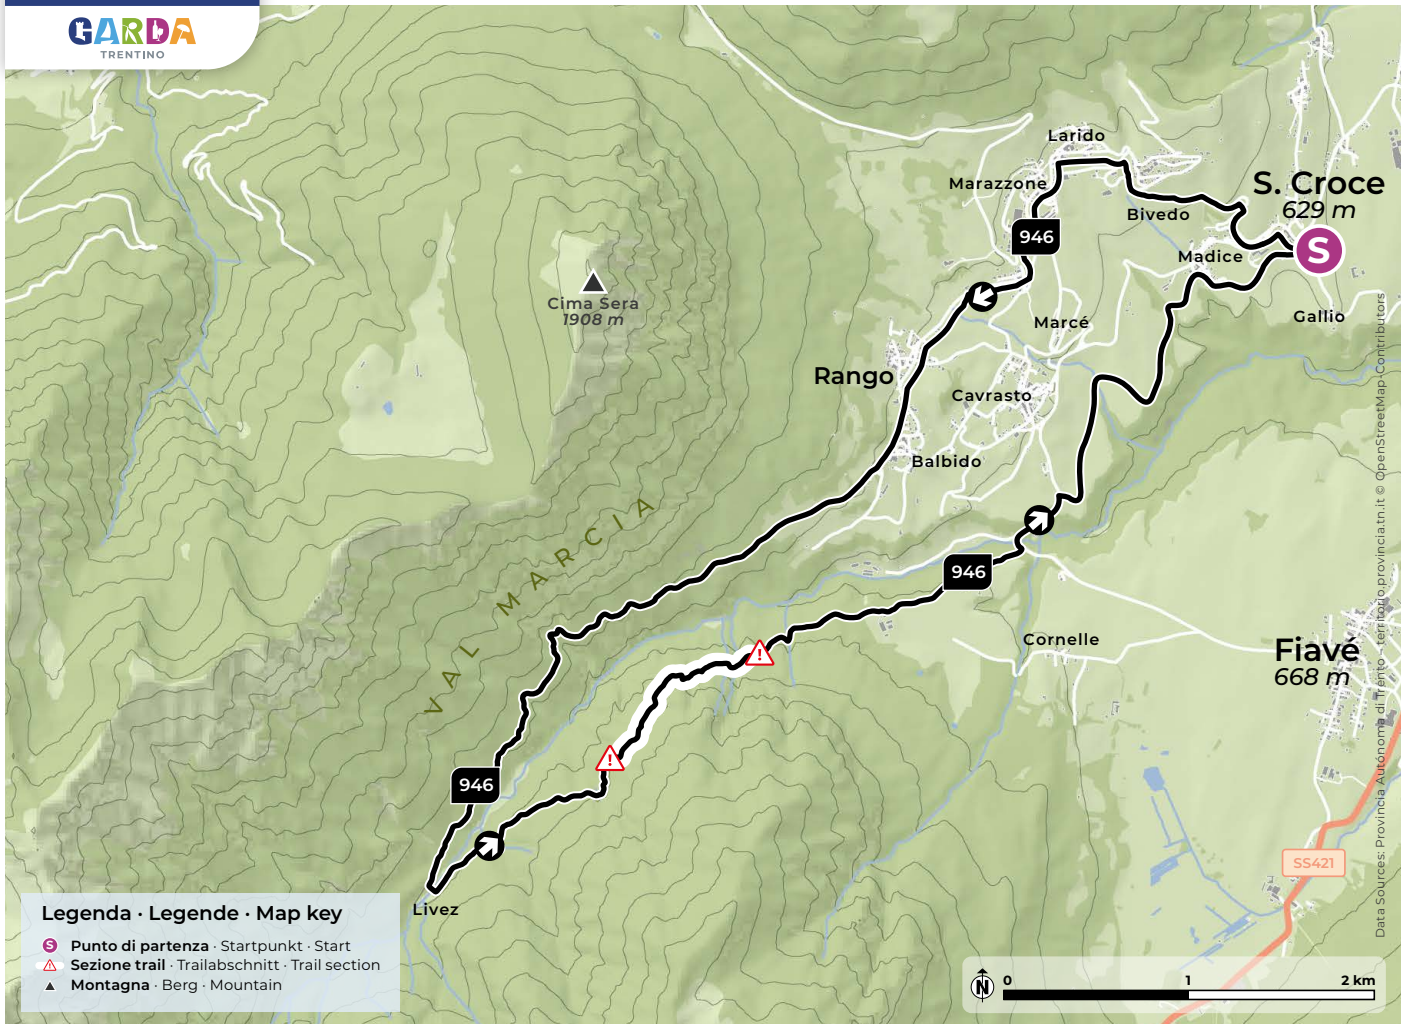 GARDA
TRENTINO
Larido
Marazzone
S. Croce
629 m
Bivedo
946
S
Madice
Cima Sera
1908 m
Gallio
Marcé
Rango
Cavrasto
Balbido
VAL MARCIA
946
Cornelle
Fiavé
668 m
!
!
946
SS421
Livez
Legenda · Legende · Map key
S Punto di partenza · Startpunkt · Start
! Sezione trail · Trailabschnitt · Trail section
Montagna · Berg · Mountain
N 0 1 2 km
Data Sources: Provincia Autónoma di Trento - territorio.provincia.tn.it © OpenStreetMap-Contributors